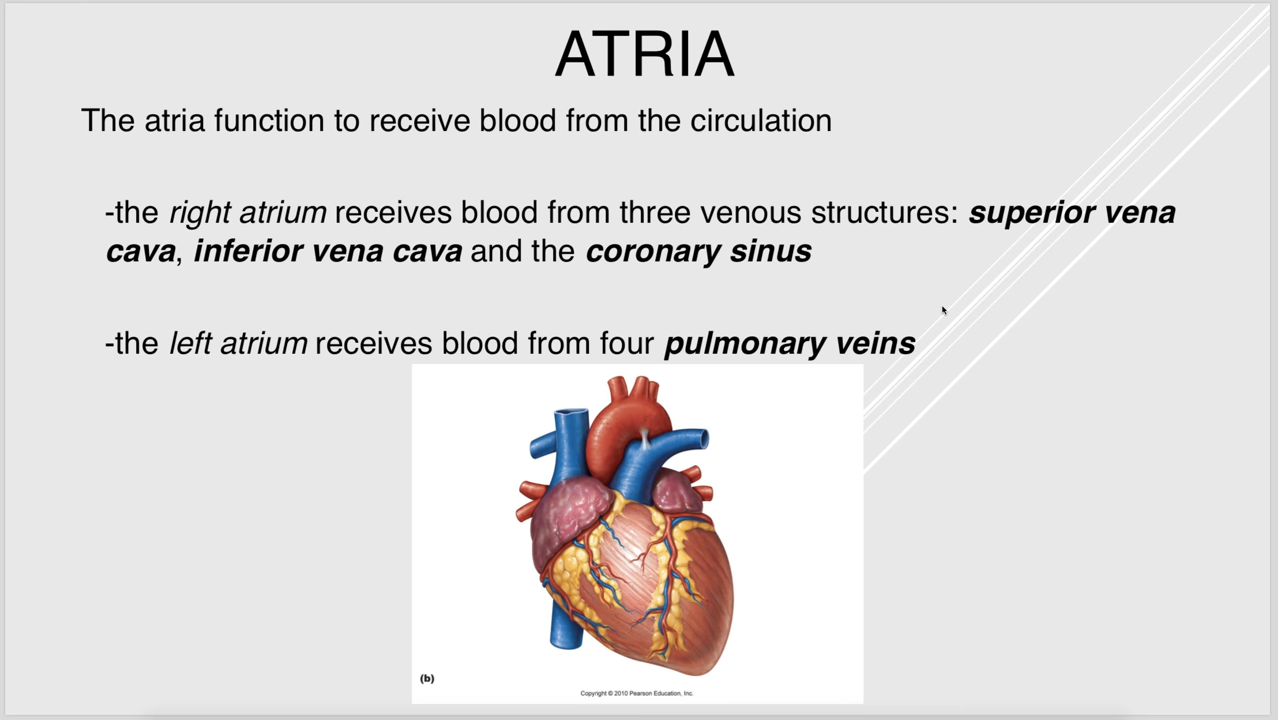 ATRIA
The atria function to receive blood from the circulation
-the right atrium receives blood from three venous structures: superior vena
cava, inferior vena cava and the coronary sinus
-the left atrium receives blood from four pulmonary veins
(b)
Copyright © 2010 Pearson Education, Inc.